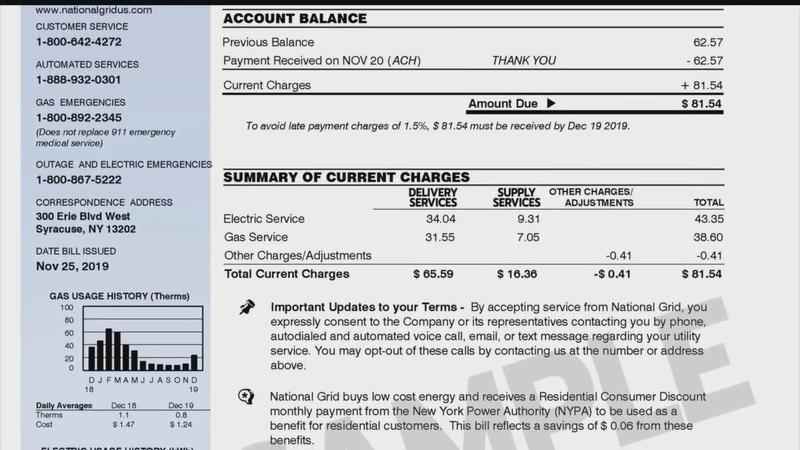 www.nationalgridus.com
CUSTOMER SERVICE
1-800-642-4272
AUTOMATED SERVICES
1-888-932-0301
GAS EMERGENCIES
1-800-892-2345
(Does not replace 911 emergency
medical service)
OUTAGE AND ELECTRIC EMERGENCIES
1-800-867-5222
CORRESPONDENCE ADDRESS
300 Erie Blvd West
Syracuse, NY 13202
DATE BILL ISSUED
Nov 25, 2019
GAS USAGE HISTORY (Therms)
100
80
60
40
20
0
D J F M A M J J A S O N D
18 19
Daily Averages Dec 18 Dec 19
Therms 1.1 0.8
Cost $ 1.47 $ 1.24
ELECTRIC USAGE HISTORY (kWh)
ACCOUNT BALANCE
Previous Balance 62.57
Payment Received on NOV 20 (ACH) THANK YOU - 62.57
Current Charges + 81.54
Amount Due ▶ $ 81.54
To avoid late payment charges of 1.5%, $ 81.54 must be received by Dec 19 2019.
SUMMARY OF CURRENT CHARGES
DELIVERY SUPPLY OTHER CHARGES/
SERVICES SERVICES ADJUSTMENTS TOTAL
Electric Service 34.04 9.31 43.35
Gas Service 31.55 7.05 38.60
Other Charges/Adjustments -0.41 -0.41
Total Current Charges $ 65.59 $ 16.36 -$ 0.41 $ 81.54
Important Updates to your Terms - By accepting service from National Grid, you
expressly consent to the Company or its representatives contacting you by phone,
autodialed and automated voice call, email, or text message regarding your utility
service. You may opt-out of these calls by contacting us at the number or address
above.
National Grid buys low cost energy and receives a Residential Consumer Discount
monthly payment from the New York Power Authority (NYPA) to be used as a
benefit for residential customers. This bill reflects a savings of $ 0.06 from these
benefits.
SAMPLE